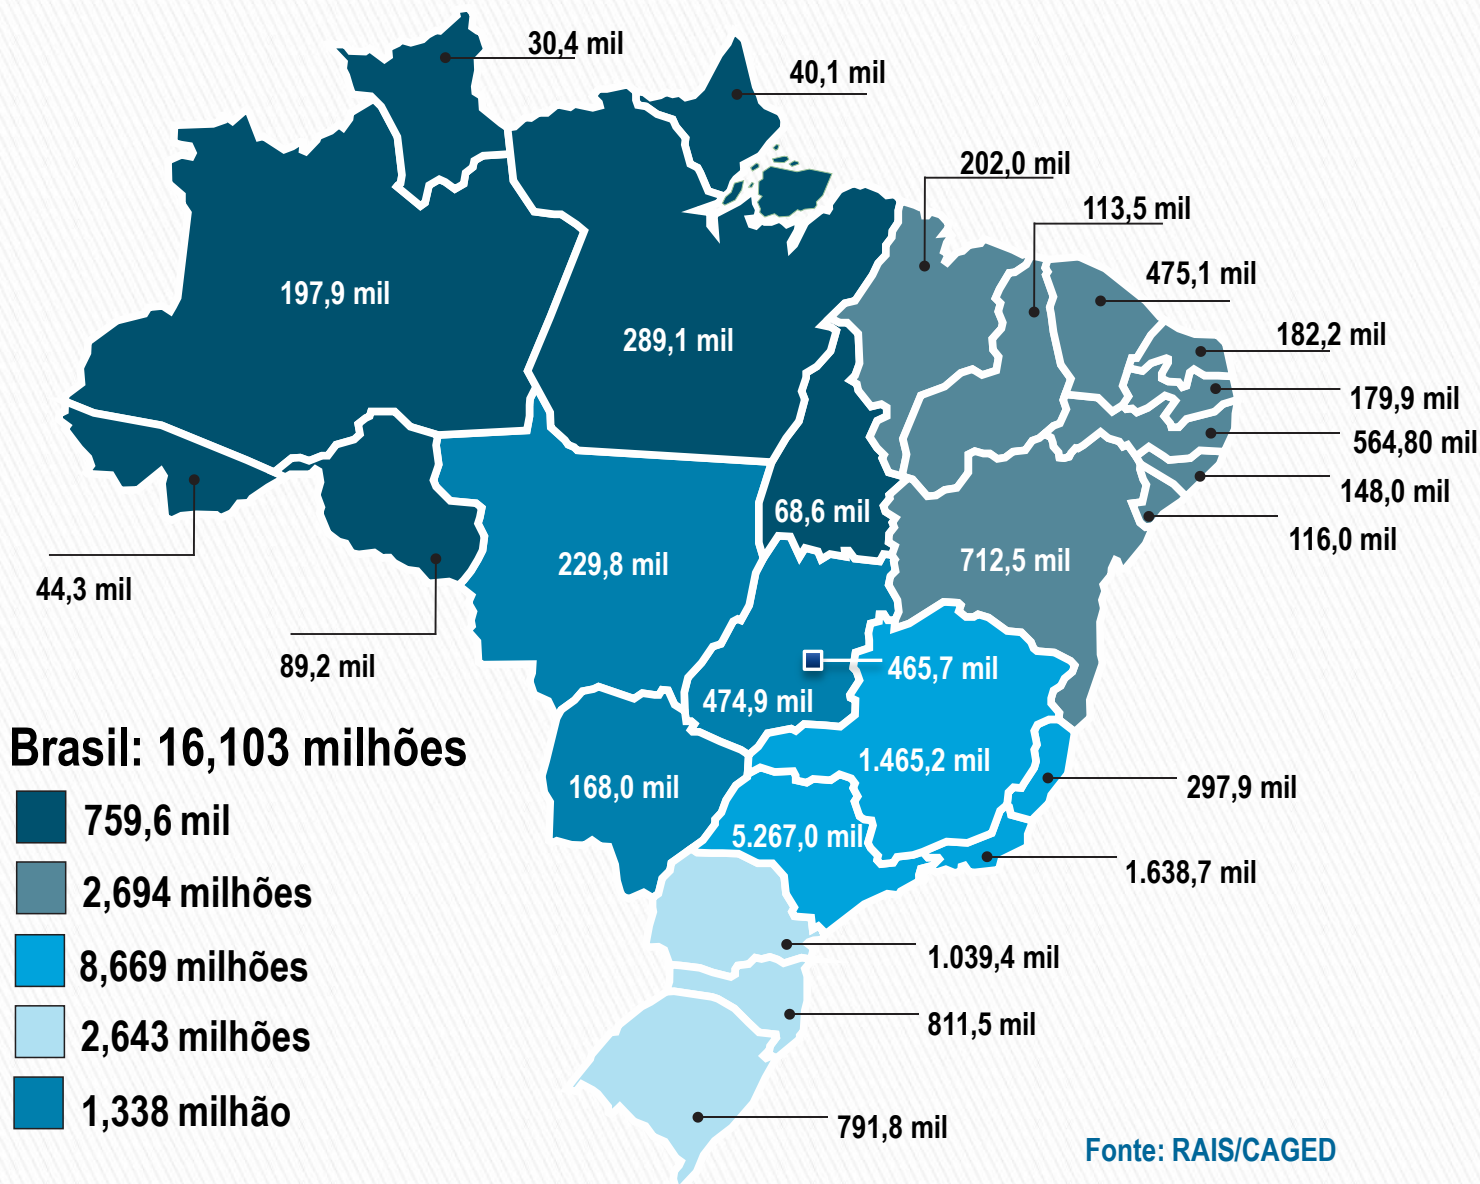 30,4 mil
40,1 mil
202,0 mil
113,5 mil
475,1 mil
197,9 mil
289,1 mil
182,2 mil
179,9 mil
564,80 mil
148,0 mil
68,6 mil
116,0 mil
229,8 mil
712,5 mil
44,3 mil
89,2 mil
465,7 mil
474,9 mil
Brasil: 16,103 milhões
1.465,2 mil
168,0 mil
297,9 mil
759,6 mil
5.267,0 mil
1.638,7 mil
2,694 milhões
8,669 milhões
1.039,4 mil
2,643 milhões
811,5 mil
1,338 milhão
791,8 mil
Fonte: RAIS/CAGED